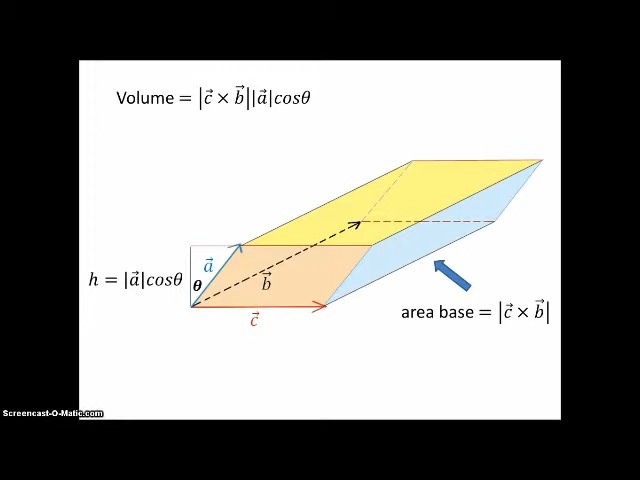 Volume = |c⃗ × b⃗||a⃗|cosθ
a⃗
h = |a⃗|cosθ
θ
b⃗
c⃗
area base = |c⃗ × b⃗|
Screencast-O-Matic.com